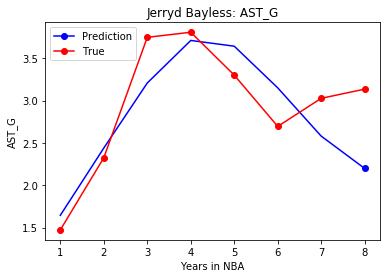 Jerryd Bayless: AST_G
Prediction
True
AST_G
3.5
3.0
2.5
2.0
1.5
1 2 3 4 5 6 7 8
Years in NBA